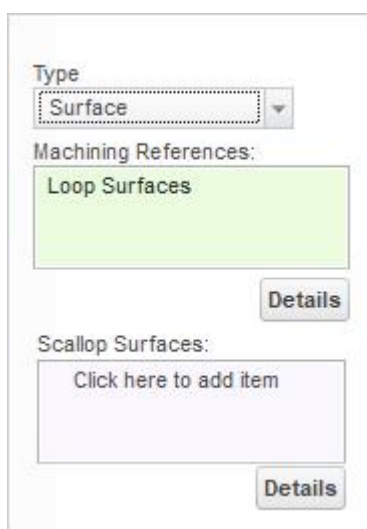 Type
Surface
Machining References:
Loop Surfaces
Details
Scallop Surfaces:
Click here to add item
Details